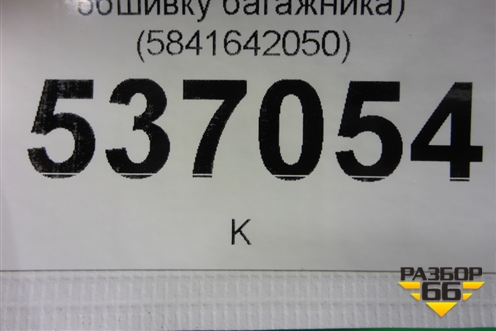 обшивку багажника)
(5841642050)
537054
К
РАЗБОР
66